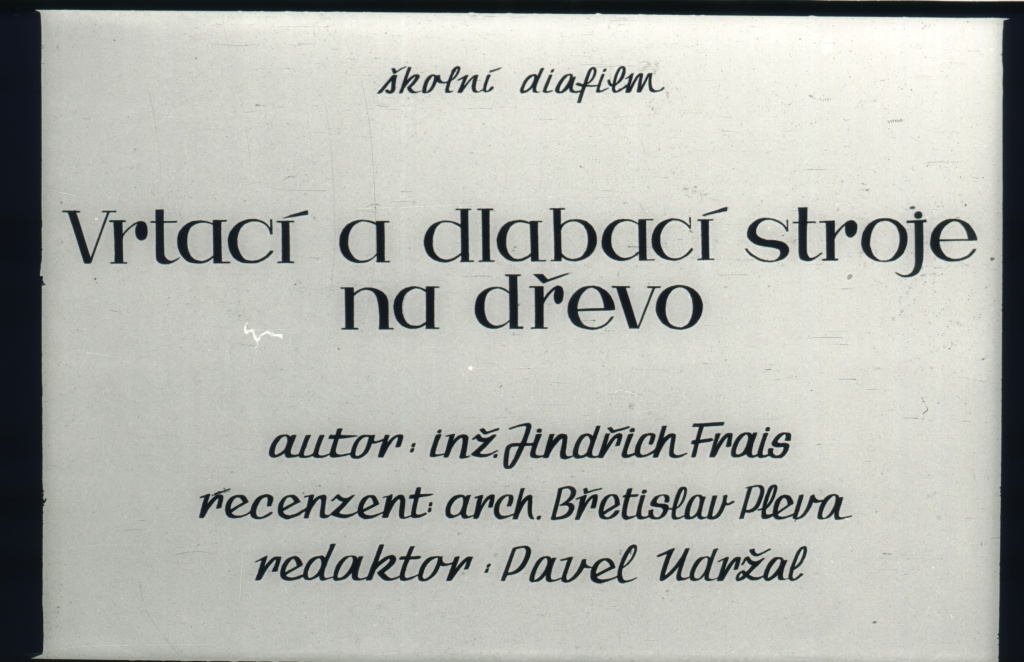 školní diafilm
Vrtací a dlabací stroje
na dřevo
autor: inž. Jindřich Frais
recenzent: arch. Břetislav Pleva
redaktor: Pavel Udržal